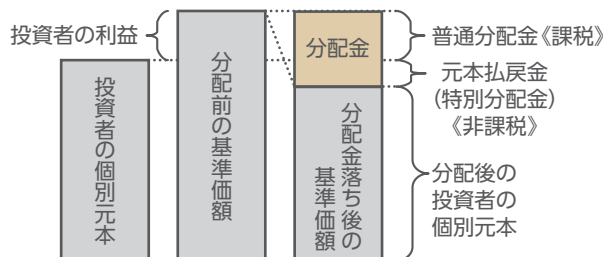 投資者の利益
投資者の個別元本
分配前の基準価額
分配金
分配金落ち後の
基準価額
普通分配金《課税》
元本払戻金
(特別分配金)
《非課税》
分配後の
投資者の
個別元本